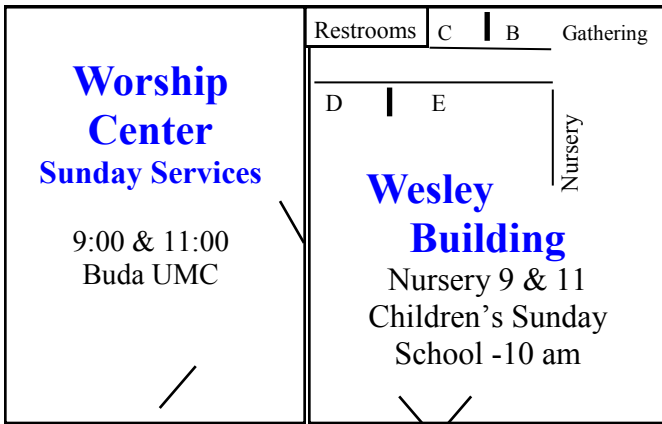 Worship
Center
Sunday Services
9:00 & 11:00
Buda UMC
Restrooms C B Gathering
D E
Nursery
Wesley
Building
Nursery 9 & 11
Children’s Sunday
School -10 am